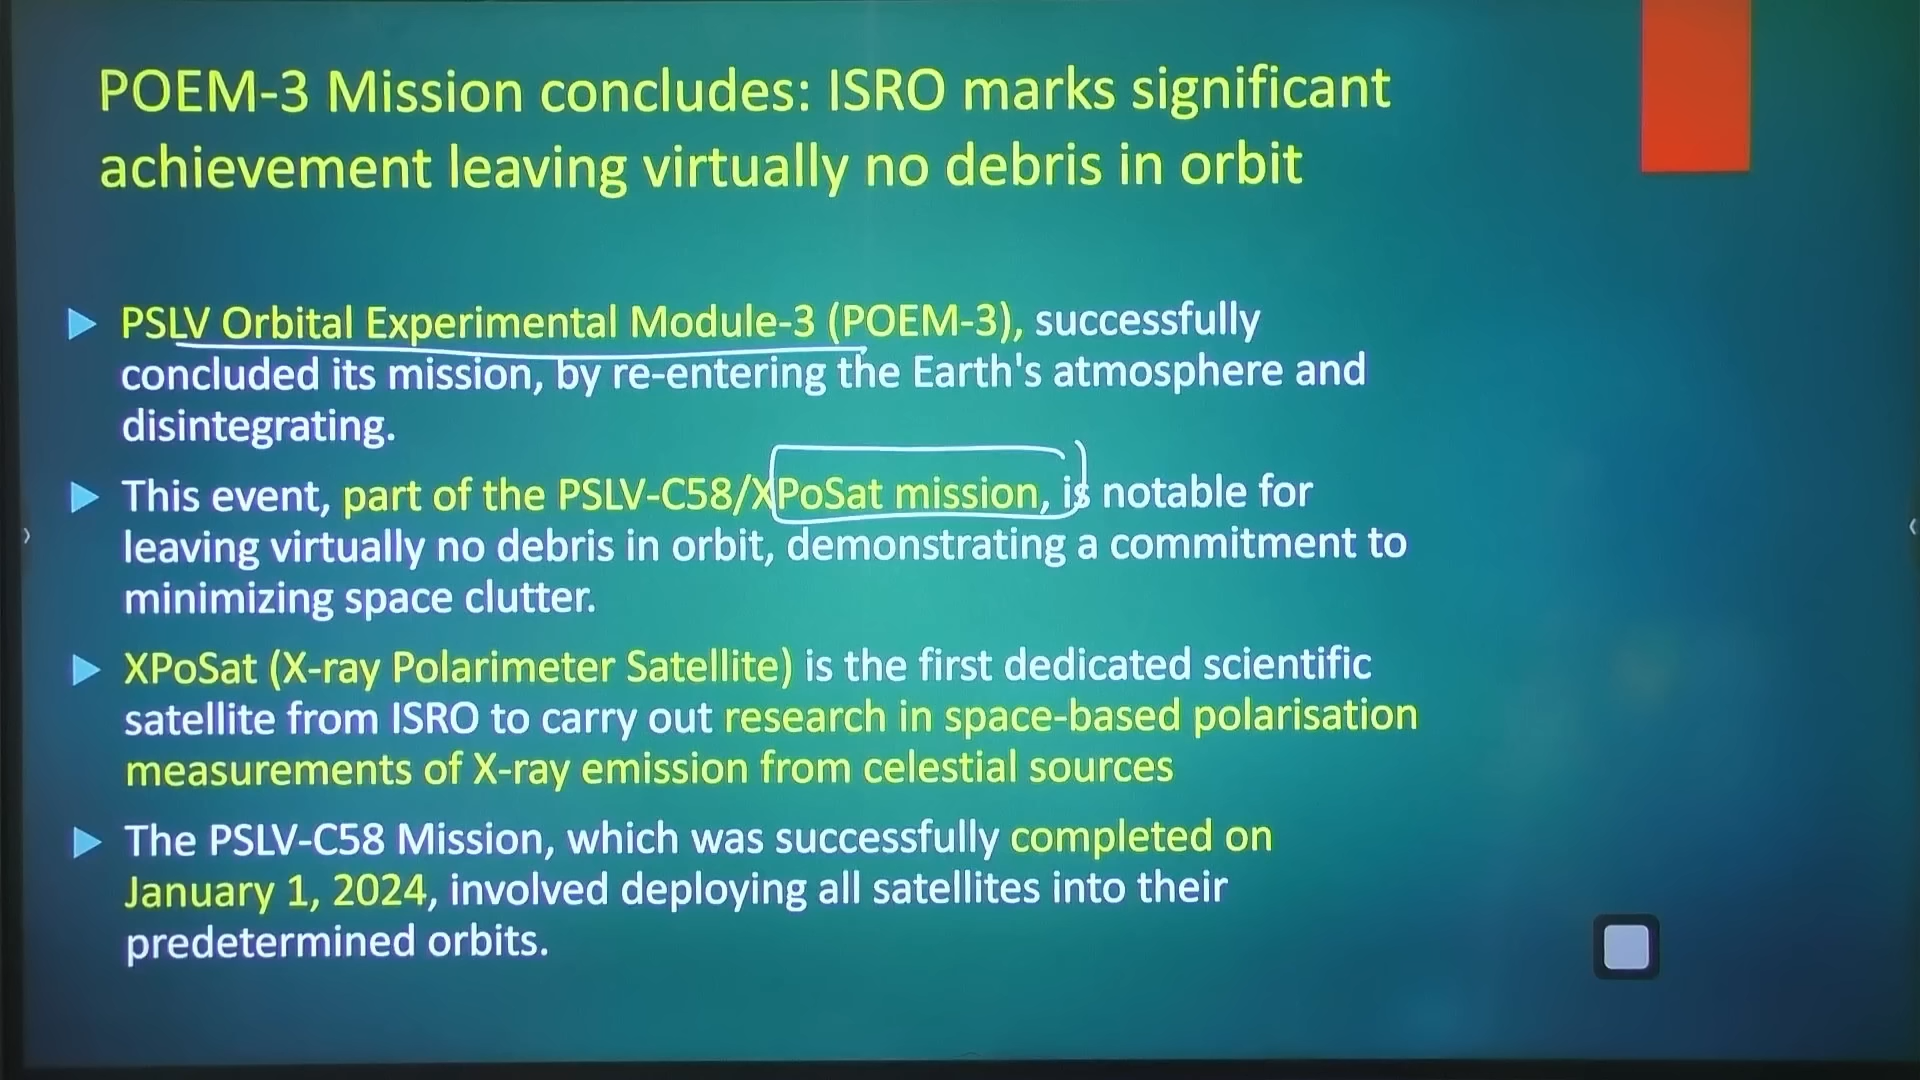 POEM-3 Mission concludes: ISRO marks significant
achievement leaving virtually no debris in orbit
PSLV Orbital Experimental Module-3 (POEM-3), successfully
concluded its mission, by re-entering the Earth's atmosphere and
disintegrating.
This event, part of the PSLV-C58/XPoSat mission, is notable for
leaving virtually no debris in orbit, demonstrating a commitment to
minimizing space clutter.
XPoSat (X-ray Polarimeter Satellite) is the first dedicated scientific
satellite from ISRO to carry out research in space-based polarisation
measurements of X-ray emission from celestial sources
The PSLV-C58 Mission, which was successfully completed on
January 1, 2024, involved deploying all satellites into their
predetermined orbits.